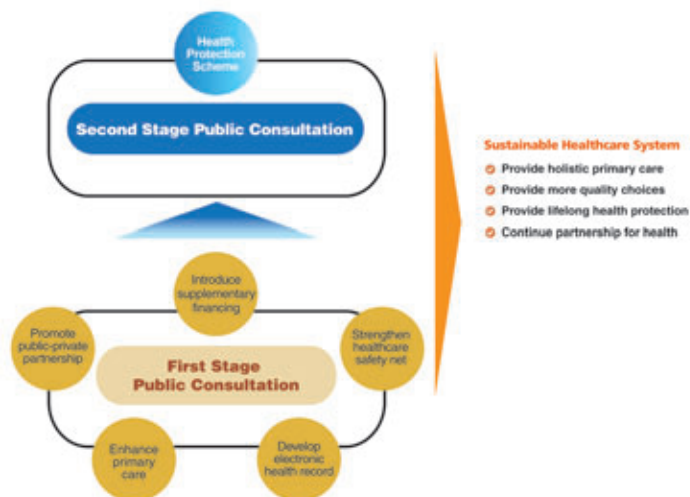 Health
Protection
Scheme
Second Stage Public Consultation
Sustainable Healthcare System
Provide holistic primary care
Provide more quality choices
Provide lifelong health protection
Continue partnership for health
Introduce
supplementary
financing
Promote
public-private
partnership
Strengthen
healthcare
safety net
First Stage
Public Consultation
Enhance
primary
care
Develop
electronic
health record